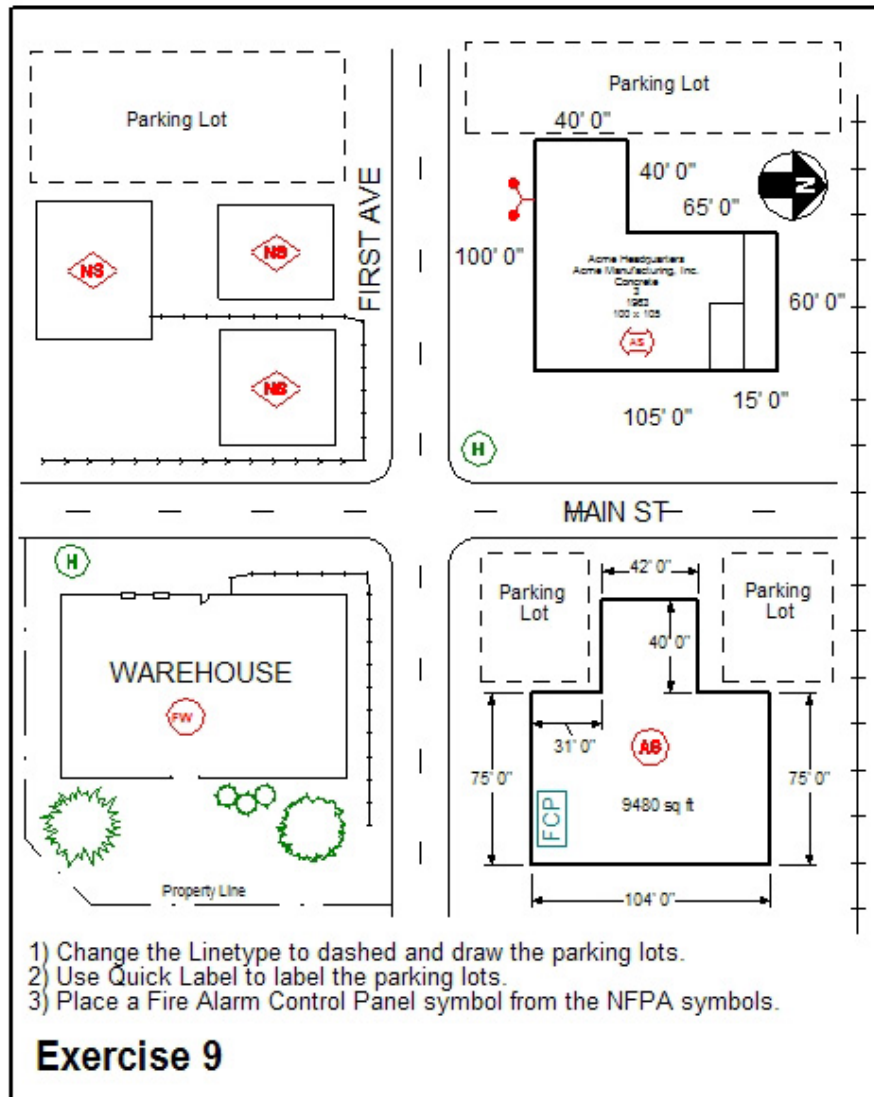 Parking Lot
Parking Lot
40' 0"
40' 0"
65' 0"
N
FIRST AVE
100' 0"
NS
NS
Acme Headquarters
Acme Manufacturing, Inc.
Concrete
3
1963
100 x 105
60' 0"
AS
NS
15' 0"
105' 0"
H
MAIN ST
H
Parking
Lot
42' 0"
Parking
Lot
40' 0"
WAREHOUSE
FW
31' 0"
AS
75' 0"
75' 0"
FCP
9480 sq ft
Property Line
104' 0"
1) Change the Linetype to dashed and draw the parking lots.
2) Use Quick Label to label the parking lots.
3) Place a Fire Alarm Control Panel symbol from the NFPA symbols.
Exercise 9